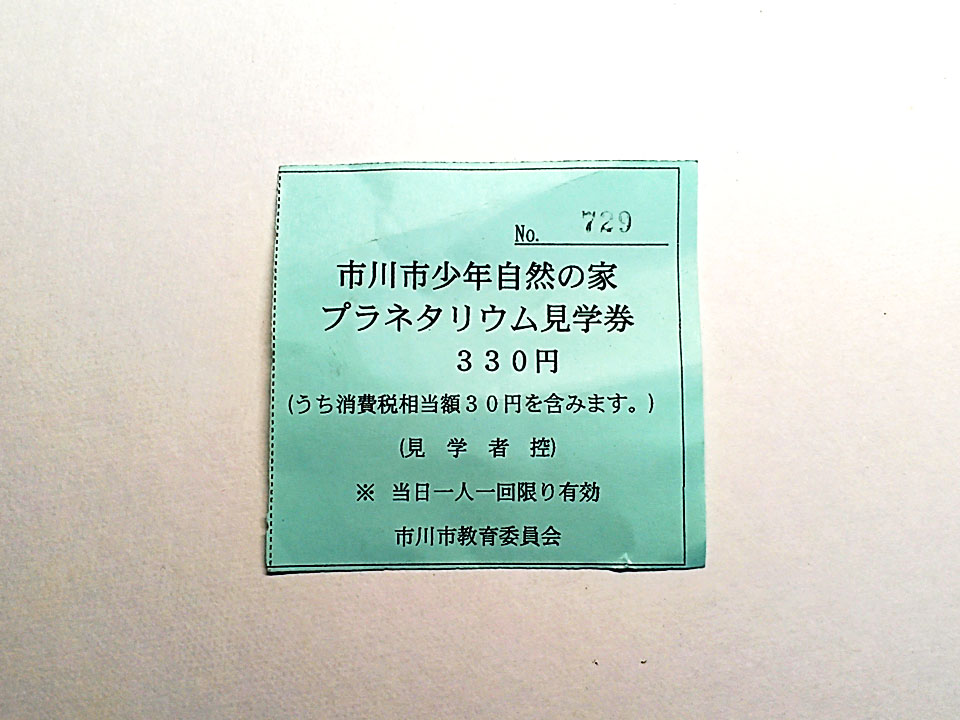 No. 729
市川市少年自然の家
プラネタリウム見学券
３３０円
(うち消費税相当額３０円を含みます。)
(見　学　者　控)
※　当日一人一回限り有効
市川市教育委員会